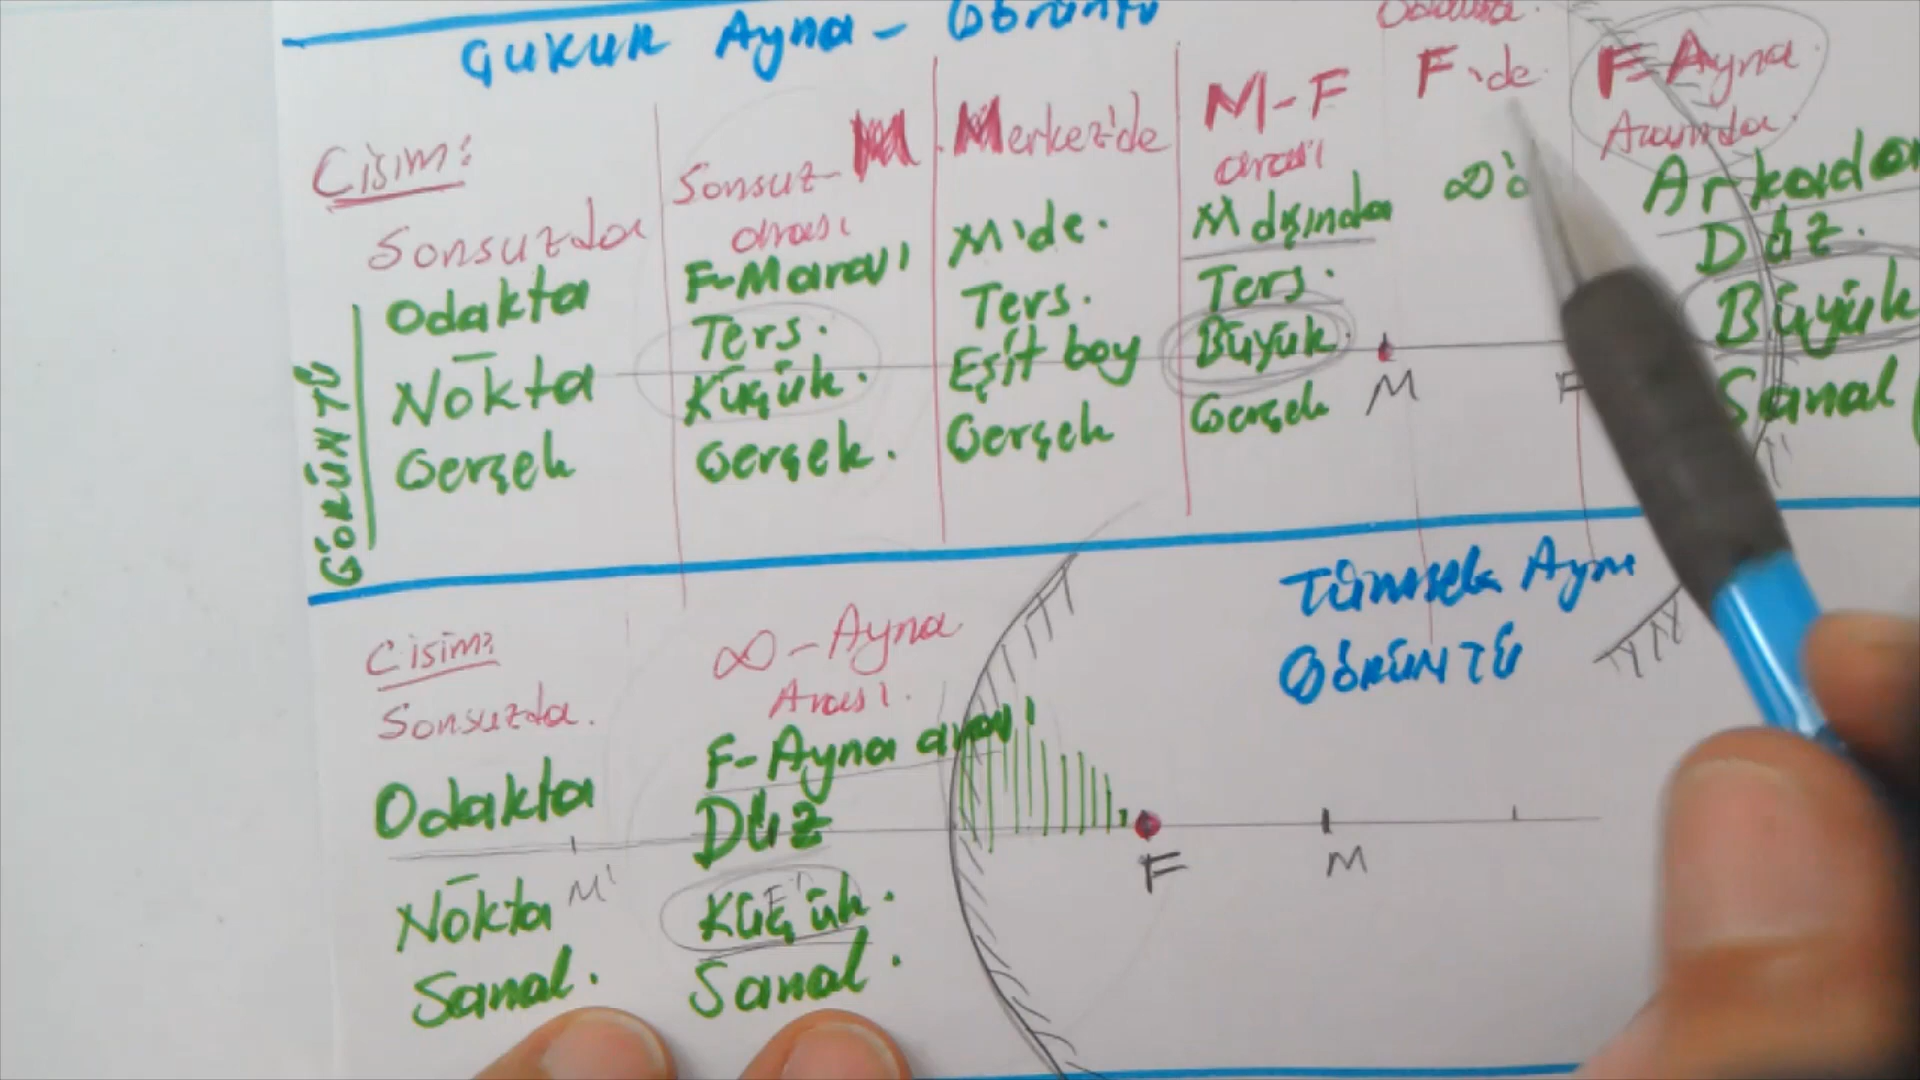 Çukur Ayna - Görüntü
Cisim:
Sonsuzda
Odakta
Nokta
Gerçek
GÖRÜNTÜ
Sonsuz - M
arası
F-M arası
Ters.
Küçük.
Gerçek.
Merkez'de
M'de.
Ters.
Eşit boy
Gerçek
M-F
arası
M dışında
Ters.
Büyük.
Gerçek
F'de
∞'
M
F
F-Ayna
Arasında.
Arkada
Düz.
Büyük
Sanal
Tümsek Ayna
GÖRÜNTÜ
Cisim:
Sonsuzda.
Odakta
Nokta
Sanal.
M'
∞-Ayna
Arası.
F-Ayna arası
Düz
Küçük.
F'
Sanal.
F
M